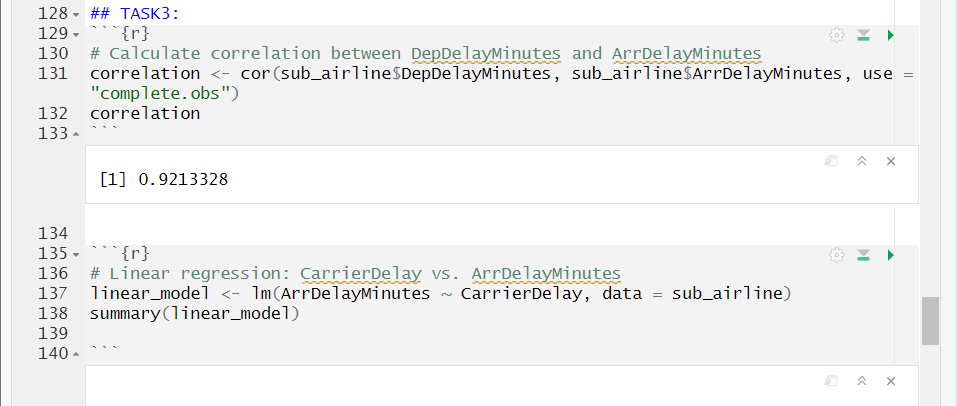 128 ## TASK3:
129 ```{r}
130 # Calculate correlation between DepDelayMinutes and ArrDelayMinutes
131 correlation <- cor(sub_airline$DepDelayMinutes, sub_airline$ArrDelayMinutes, use =
"complete.obs")
132 correlation
133 ```
[1] 0.9213328
134
135 ```{r}
136 # Linear regression: CarrierDelay vs. ArrDelayMinutes
137 linear_model <- lm(ArrDelayMinutes ~ CarrierDelay, data = sub_airline)
138 summary(linear_model)
139
140 ```